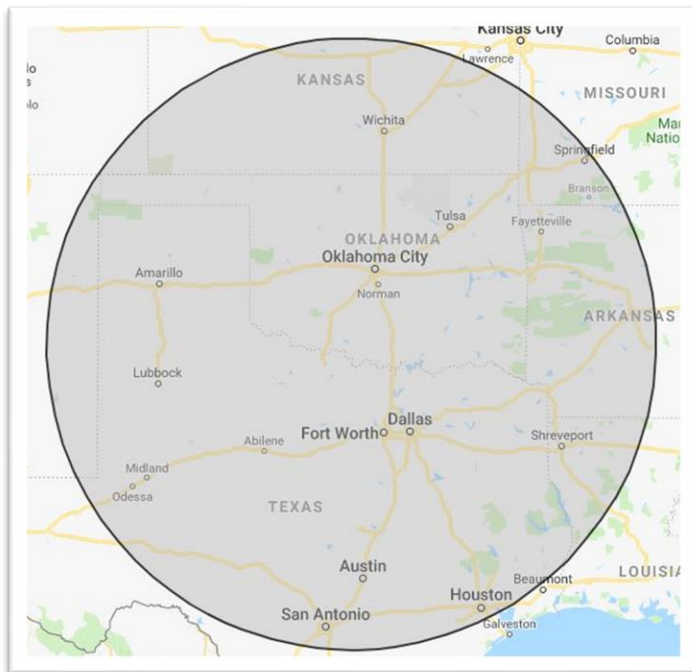 Kansas City
Columbia
lo
Lawrence
KANSAS
MISSOURI
Wichita
Springfield
Branson
Tulsa
Fayetteville
OKLAHOMA
Oklahoma City
Amarillo
Norman
ARKANSAS
Lubbock
Dallas
Fort Worth
Abilene
Shreveport
Midland
Odessa
TEXAS
Austin
LOUISIA
Beaumont
Houston
San Antonio
Galveston